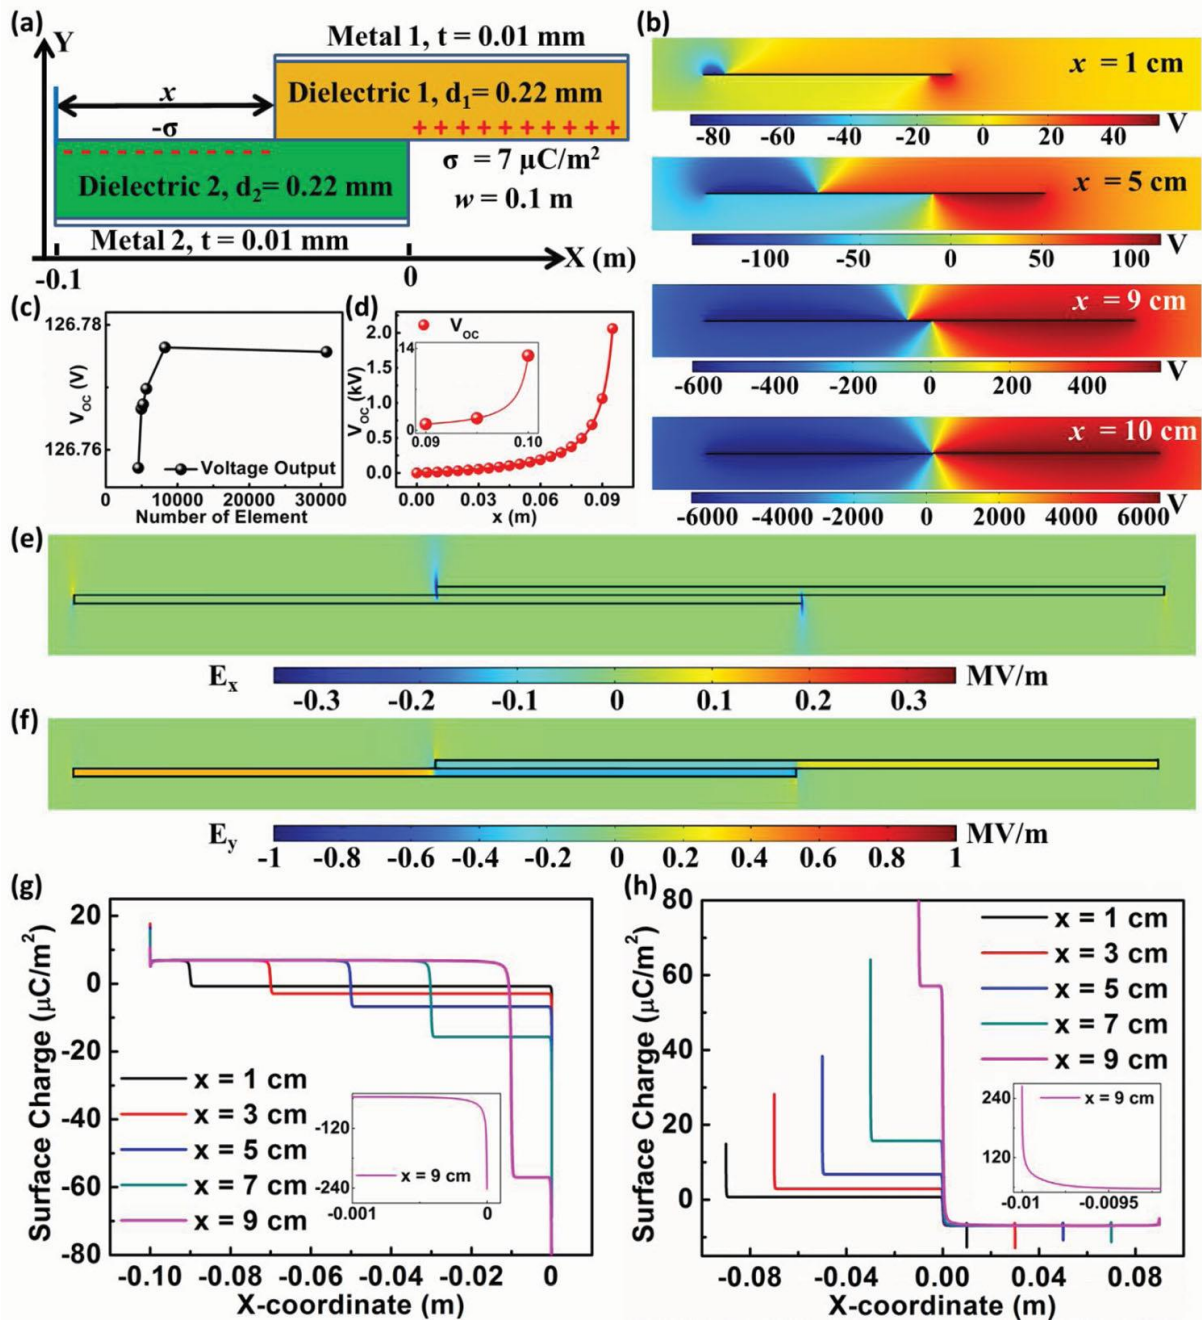 (a)
Y
Metal 1, t = 0.01 mm
x
Dielectric 1, d₁= 0.22 mm
-σ
+ + + + + + + + + +
Dielectric 2, d₂= 0.22 mm
σ = 7 μC/m²
w = 0.1 m
Metal 2, t = 0.01 mm
X (m)
-0.1
0
(b)
x = 1 cm
V
-80 -60 -40 -20 0 20 40
x = 5 cm
V
-100 -50 0 50 100
x = 9 cm
V
-600 -400 -200 0 200 400
x = 10 cm
V
-6000 -4000 -2000 0 2000 4000 6000
(c)
126.78
126.76
V_OC (V)
Voltage Output
0 10000 20000 30000
Number of Element
(d)
V_OC
2.0
1.5
1.0
0.5
0.0
V_OC (kV)
14
0
0.09 0.10
0.00 0.03 0.06 0.09
x (m)
(e)
Eₓ
MV/m
-0.3 -0.2 -0.1 0 0.1 0.2 0.3
(f)
E_y
MV/m
-1 -0.8 -0.6 -0.4 -0.2 0 0.2 0.4 0.6 0.8 1
(g)
Surface Charge (μC/m²)
20
0
-20
-40
-60
-80
x = 1 cm
x = 3 cm
x = 5 cm
x = 7 cm
x = 9 cm
-120
-240
x = 9 cm
-0.001 0
-0.10 -0.08 -0.06 -0.04 -0.02 0
X-coordinate (m)
(h)
Surface Charge (μC/m²)
80
60
40
20
0
x = 1 cm
x = 3 cm
x = 5 cm
x = 7 cm
x = 9 cm
240
120
x = 9 cm
-0.01 -0.0095
-0.08 -0.04 0.00 0.04 0.08
X-coordinate (m)